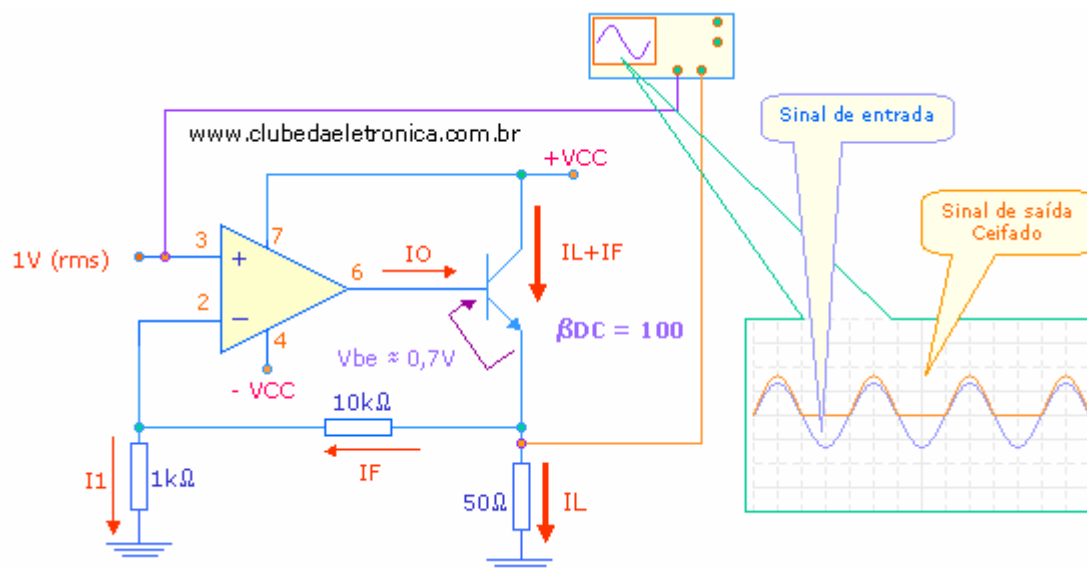 www.clubedaeletronica.com.br
+VCC
Sinal de entrada
Sinal de saída
Ceifado
1V (rms)
3
+
7
IO
6
IL+IF
2
−
4
βDC = 100
Vbe ≈ 0,7V
- VCC
10kΩ
IF
I1
1kΩ
50Ω
IL